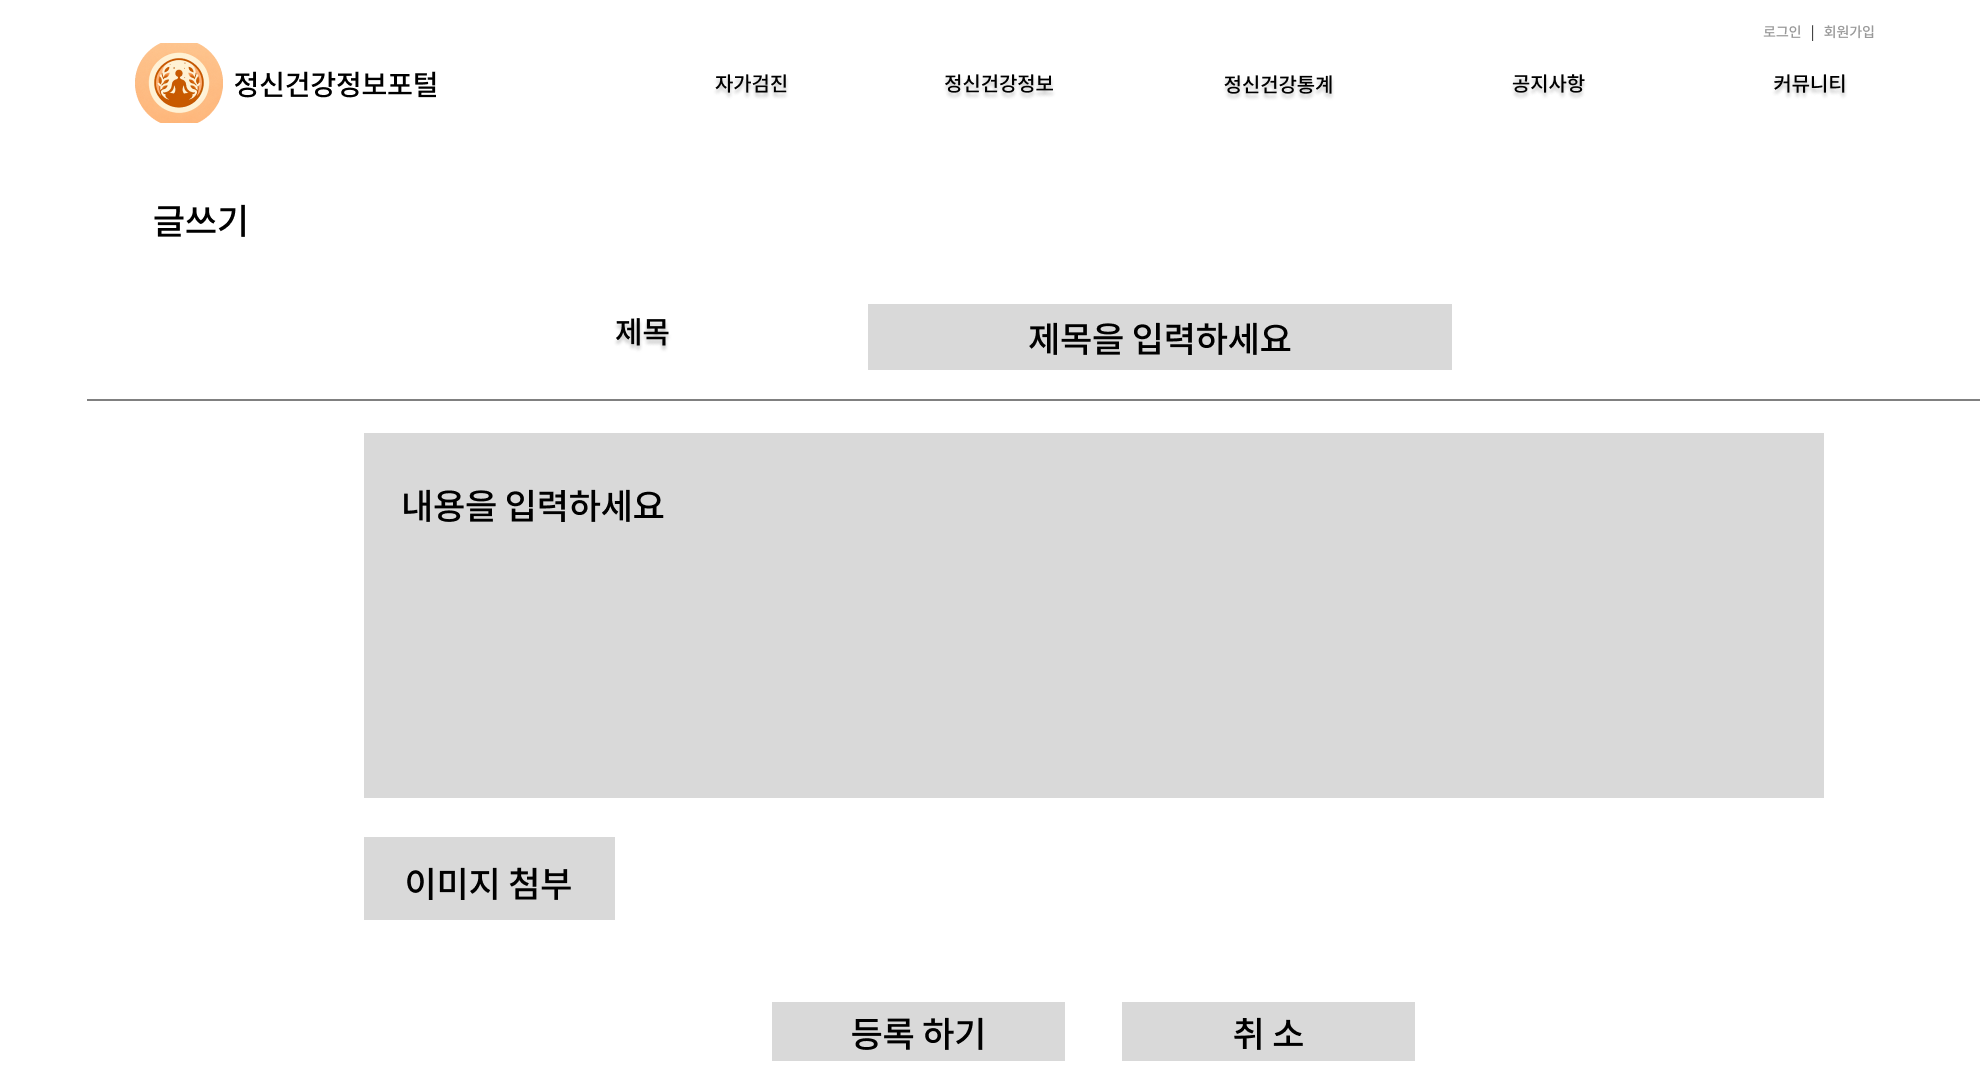 로그인 | 회원가입
정신건강정보포털 자가검진 정신건강정보 정신건강통계 공지사항 커뮤니티
글쓰기
제목 제목을 입력하세요
내용을 입력하세요
이미지 첨부
등록 하기 취 소